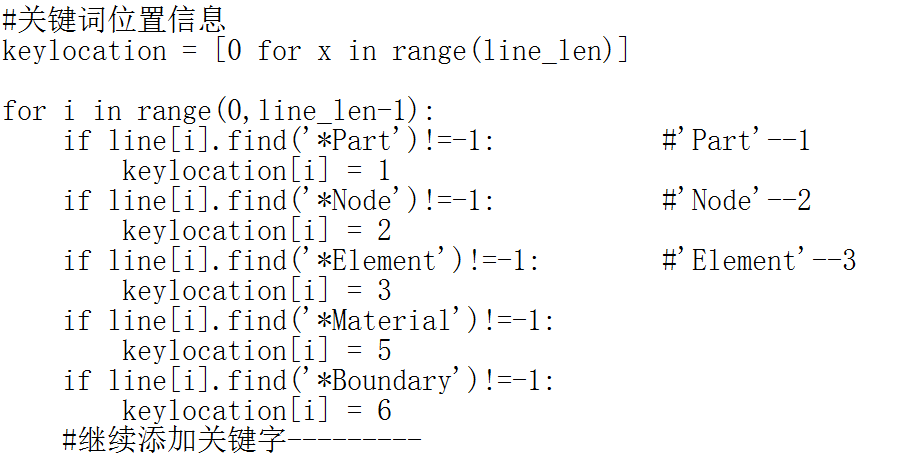 #关键词位置信息
keylocation = [0 for x in range(line_len)]

for i in range(0,line_len-1):
    if line[i].find('*Part')!=-1:           #'Part'--1
        keylocation[i] = 1
    if line[i].find('*Node')!=-1:           #'Node'--2
        keylocation[i] = 2
    if line[i].find('*Element')!=-1:        #'Element'--3
        keylocation[i] = 3
    if line[i].find('*Material')!=-1:
        keylocation[i] = 5
    if line[i].find('*Boundary')!=-1:
        keylocation[i] = 6
    #继续添加关键字---------